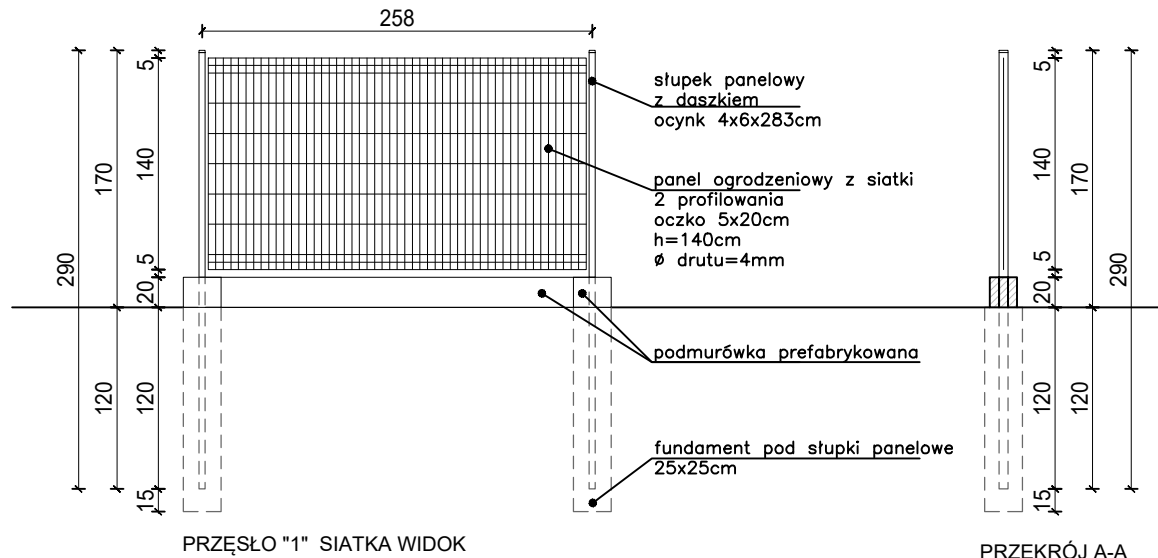 258
5
140
5
20
170
290
120
120
15
słupek panelowy
z daszkiem
ocynk 4x6x283cm
panel ogrodzeniowy z siatki
2 profilowania
oczko 5x20cm
h=140cm
Ø drutu=4mm
podmurówka prefabrykowana
fundament pod słupki panelowe
25x25cm
5
140
5
20
170
290
120
120
15
PRZĘSŁO "1" SIATKA WIDOK
PRZEKRÓJ A-A